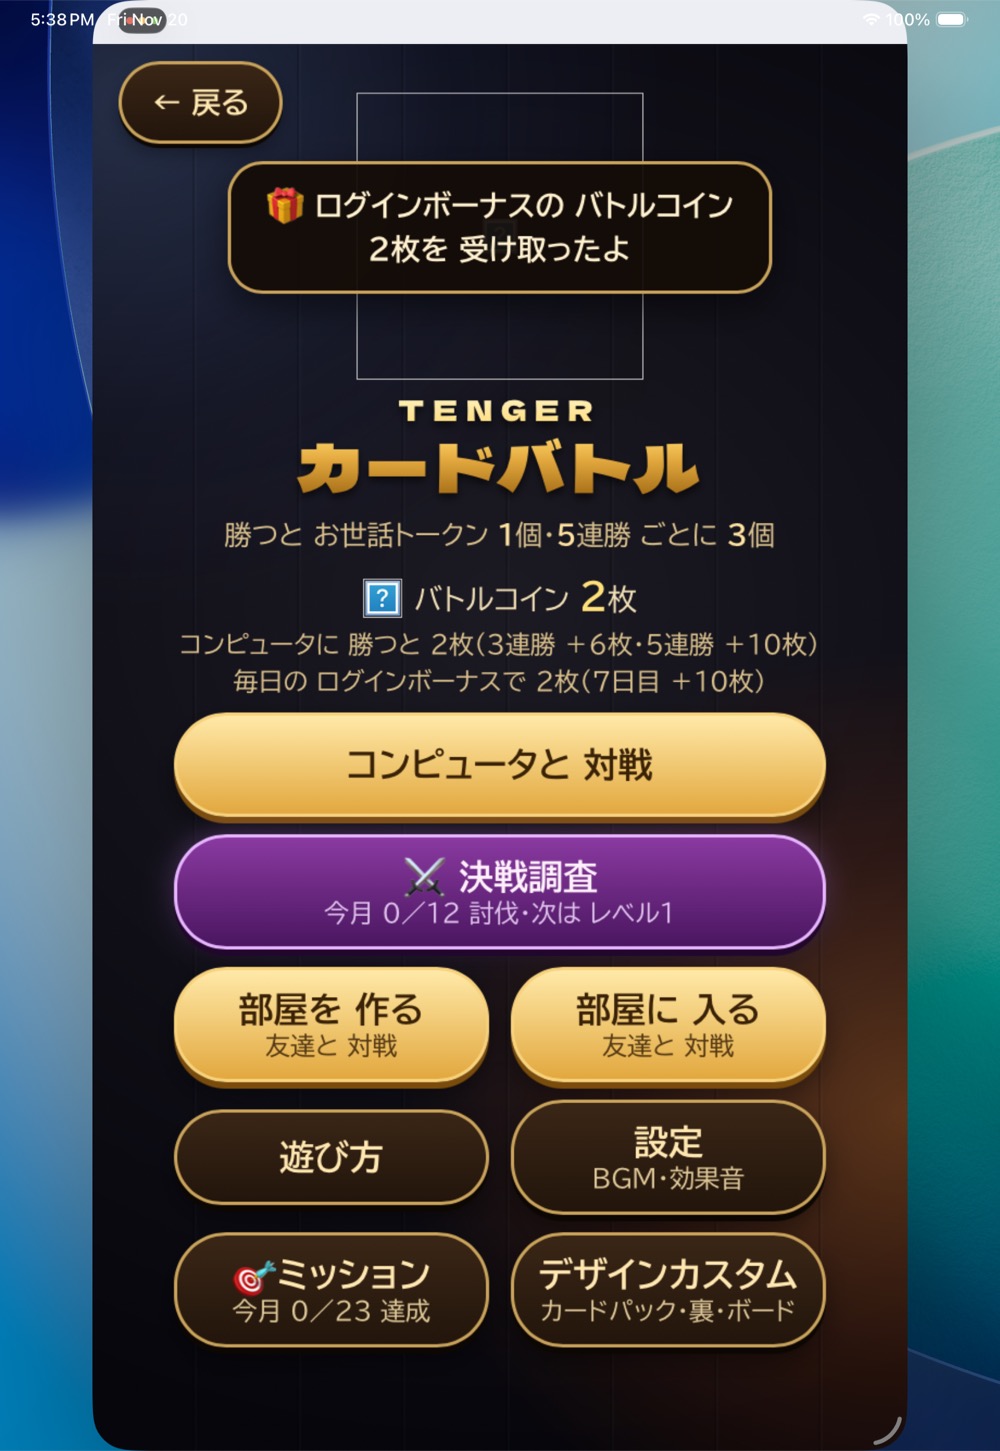 5:38 PM Fri Nov 20
100%
← 戻る
ログインボーナスの バトルコイン
2枚を 受け取ったよ
TENGER
カードバトル
勝つと お世話トークン 1個・5連勝 ごとに 3個
? バトルコイン 2枚
コンピュータに 勝つと 2枚(3連勝 +6枚・5連勝 +10枚)
毎日の ログインボーナスで 2枚(7日目 +10枚)
コンピュータと 対戦
決戦調査
今月 0/12 討伐・次は レベル1
部屋を 作る
友達と 対戦
部屋に 入る
友達と 対戦
遊び方
設定
BGM・効果音
ミッション
今月 0/23 達成
デザインカスタム
カードパック・裏・ボード